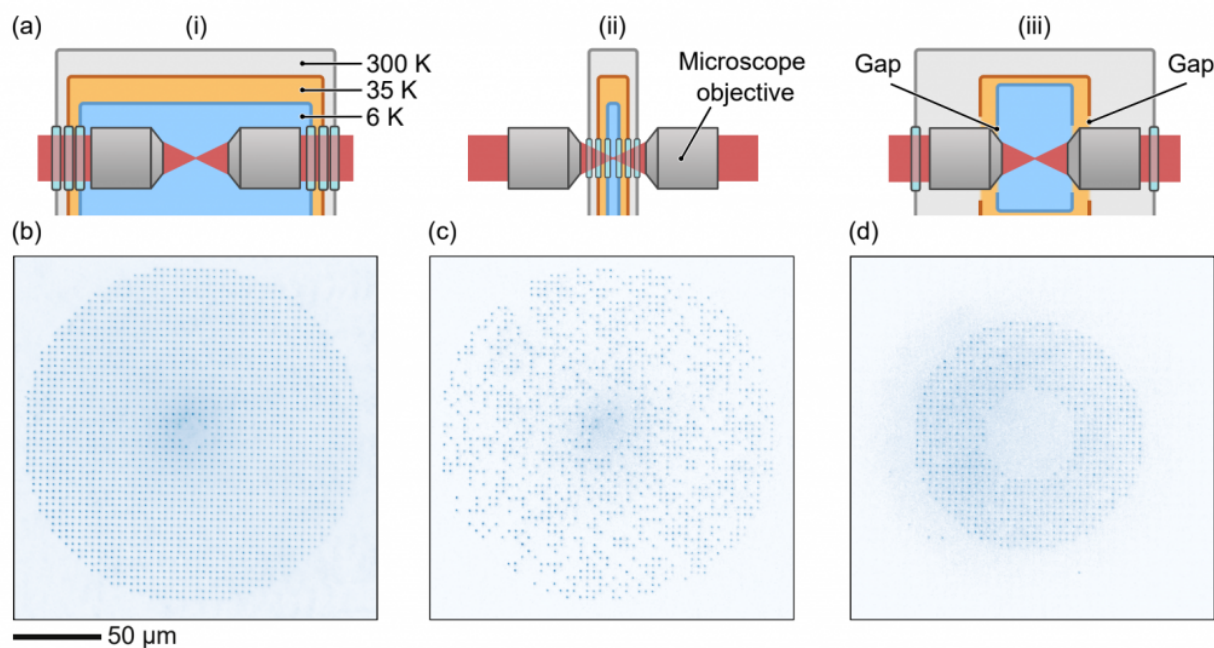 (a)
(i)
(ii)
(iii)
300 K
35 K
6 K
Microscope
objective
Gap
Gap
(b)
(c)
(d)
50 μm